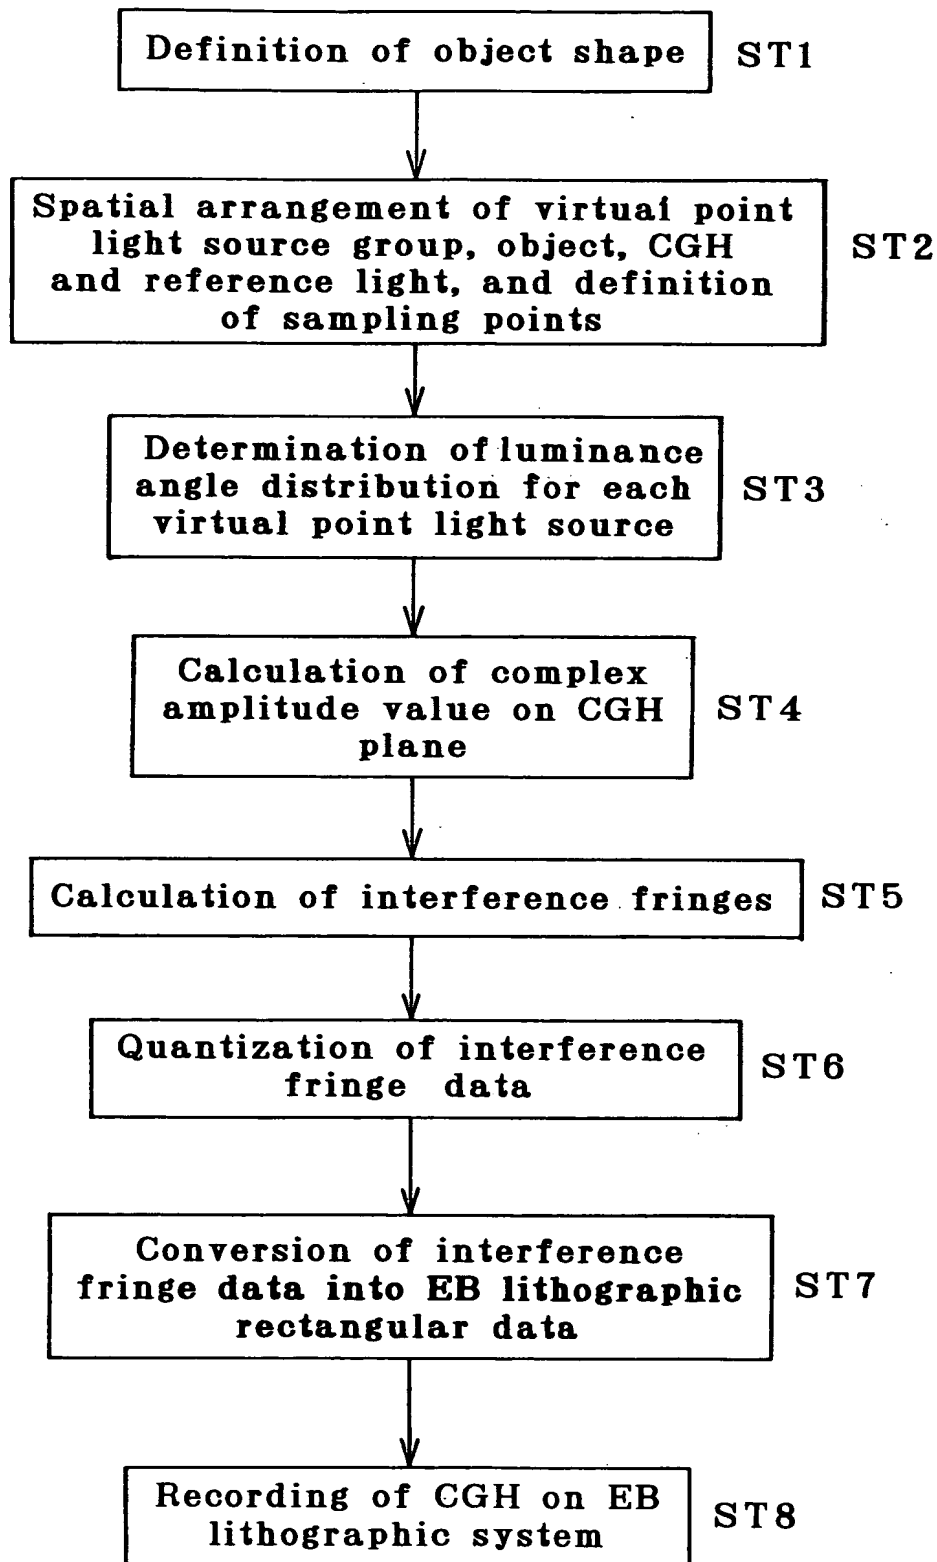 Definition of object shape ST1
Spatial arrangement of virtual point
light source group, object, CGH
and reference light, and definition
of sampling points
ST2
Determination of luminance
angle distribution for each
virtual point light source
ST3
Calculation of complex
amplitude value on CGH
plane
ST4
Calculation of interference fringes ST5
Quantization of interference
fringe data
ST6
Conversion of interference
fringe data into EB lithographic
rectangular data
ST7
Recording of CGH on EB
lithographic system
ST8